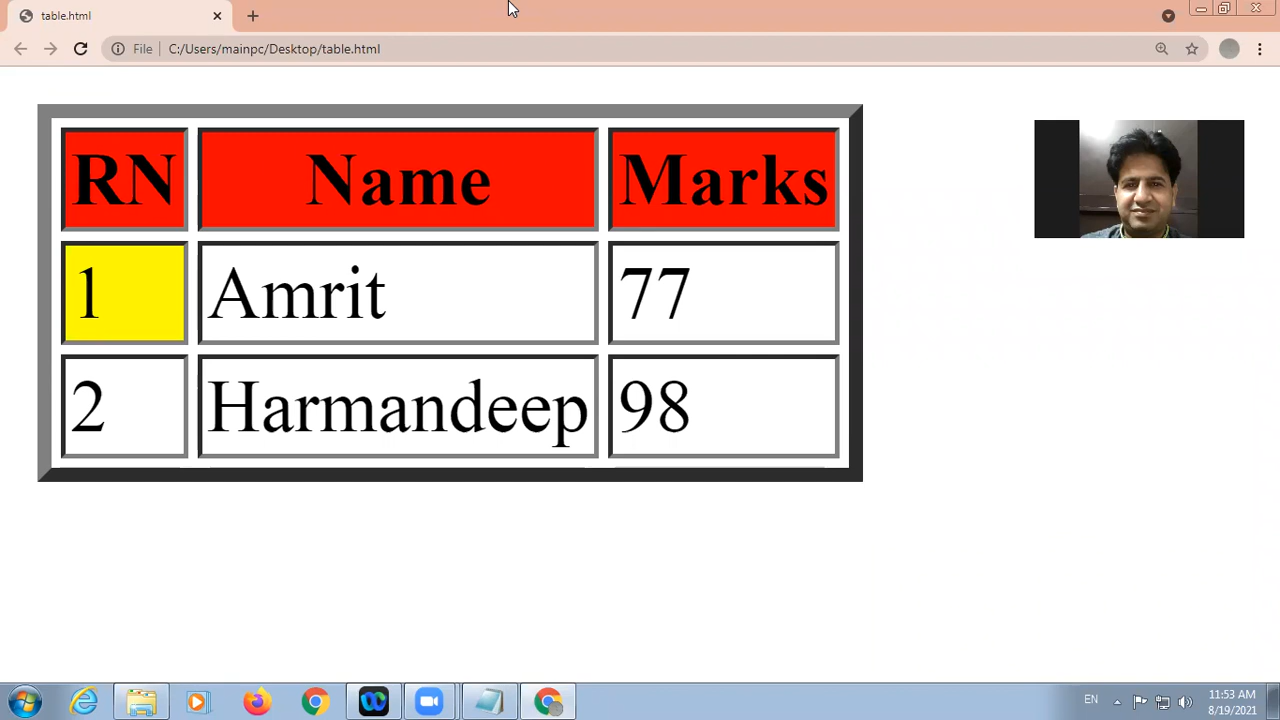 table.html
File
C:/Users/mainpc/Desktop/table.html
RN Name Marks
1 Amrit 77
2 Harmandeep 98
EN
11:53 AM
8/19/2021